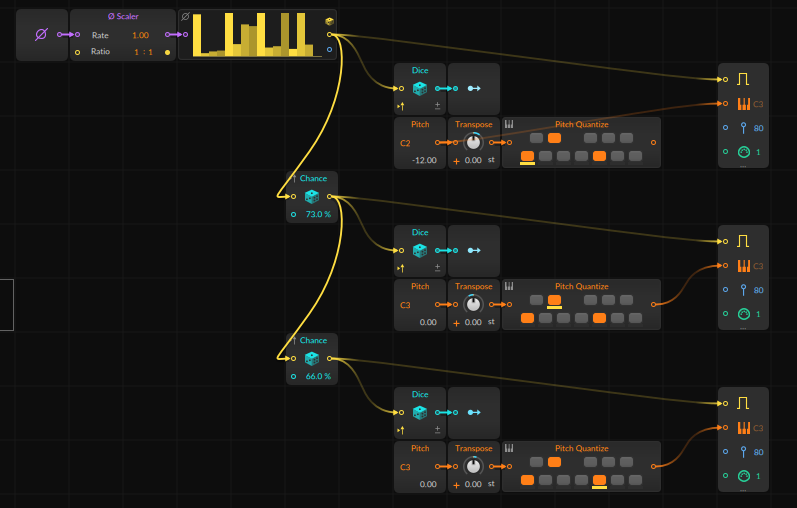 Ø Scaler
Rate 1.00
Ratio 1 : 1
Dice
±
C3
80
1
Pitch
C2
-12.00
Transpose
+ 0.00 st
Pitch Quantize
↑ Chance
73.0 %
Dice
±
C3
80
1
Pitch
C3
0.00
Transpose
+ 0.00 st
Pitch Quantize
↑ Chance
66.0 %
Dice
±
C3
80
1
Pitch
C3
0.00
Transpose
+ 0.00 st
Pitch Quantize